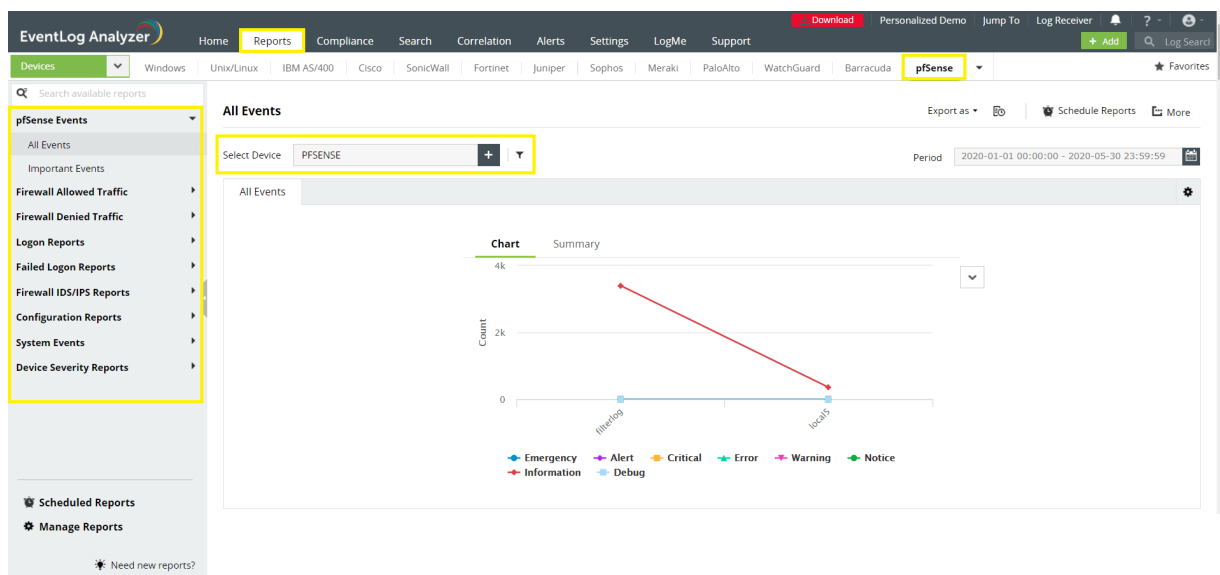 Download Personalized Demo Jump To Log Receiver ?
EventLog Analyzer
Home Reports Compliance Search Correlation Alerts Settings LogMe Support
+ Add Log Searc
Devices Windows Unix/Linux IBM AS/400 Cisco SonicWall Fortinet Juniper Sophos Meraki PaloAlto WatchGuard Barracuda pfSense Favorites
Search available reports
pfSense Events
All Events
Important Events
Firewall Allowed Traffic
Firewall Denied Traffic
Logon Reports
Failed Logon Reports
Firewall IDS/IPS Reports
Configuration Reports
System Events
Device Severity Reports
Scheduled Reports
Manage Reports
Need new reports?
All Events
Export as Schedule Reports More
Select Device PFSENSE +
Period 2020-01-01 00:00:00 - 2020-05-30 23:59:59
All Events
Chart Summary
4k
2k
0
Count
filterlog local5
Emergency Alert Critical Error Warning Notice
Information Debug